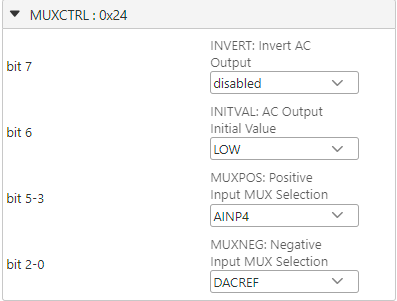 MUXCTRL : 0x24
bit 7
INVERT: Invert AC
Output
disabled
bit 6
INITVAL: AC Output
Initial Value
LOW
bit 5-3
MUXPOS: Positive
Input MUX Selection
AINP4
bit 2-0
MUXNEG: Negative
Input MUX Selection
DACREF